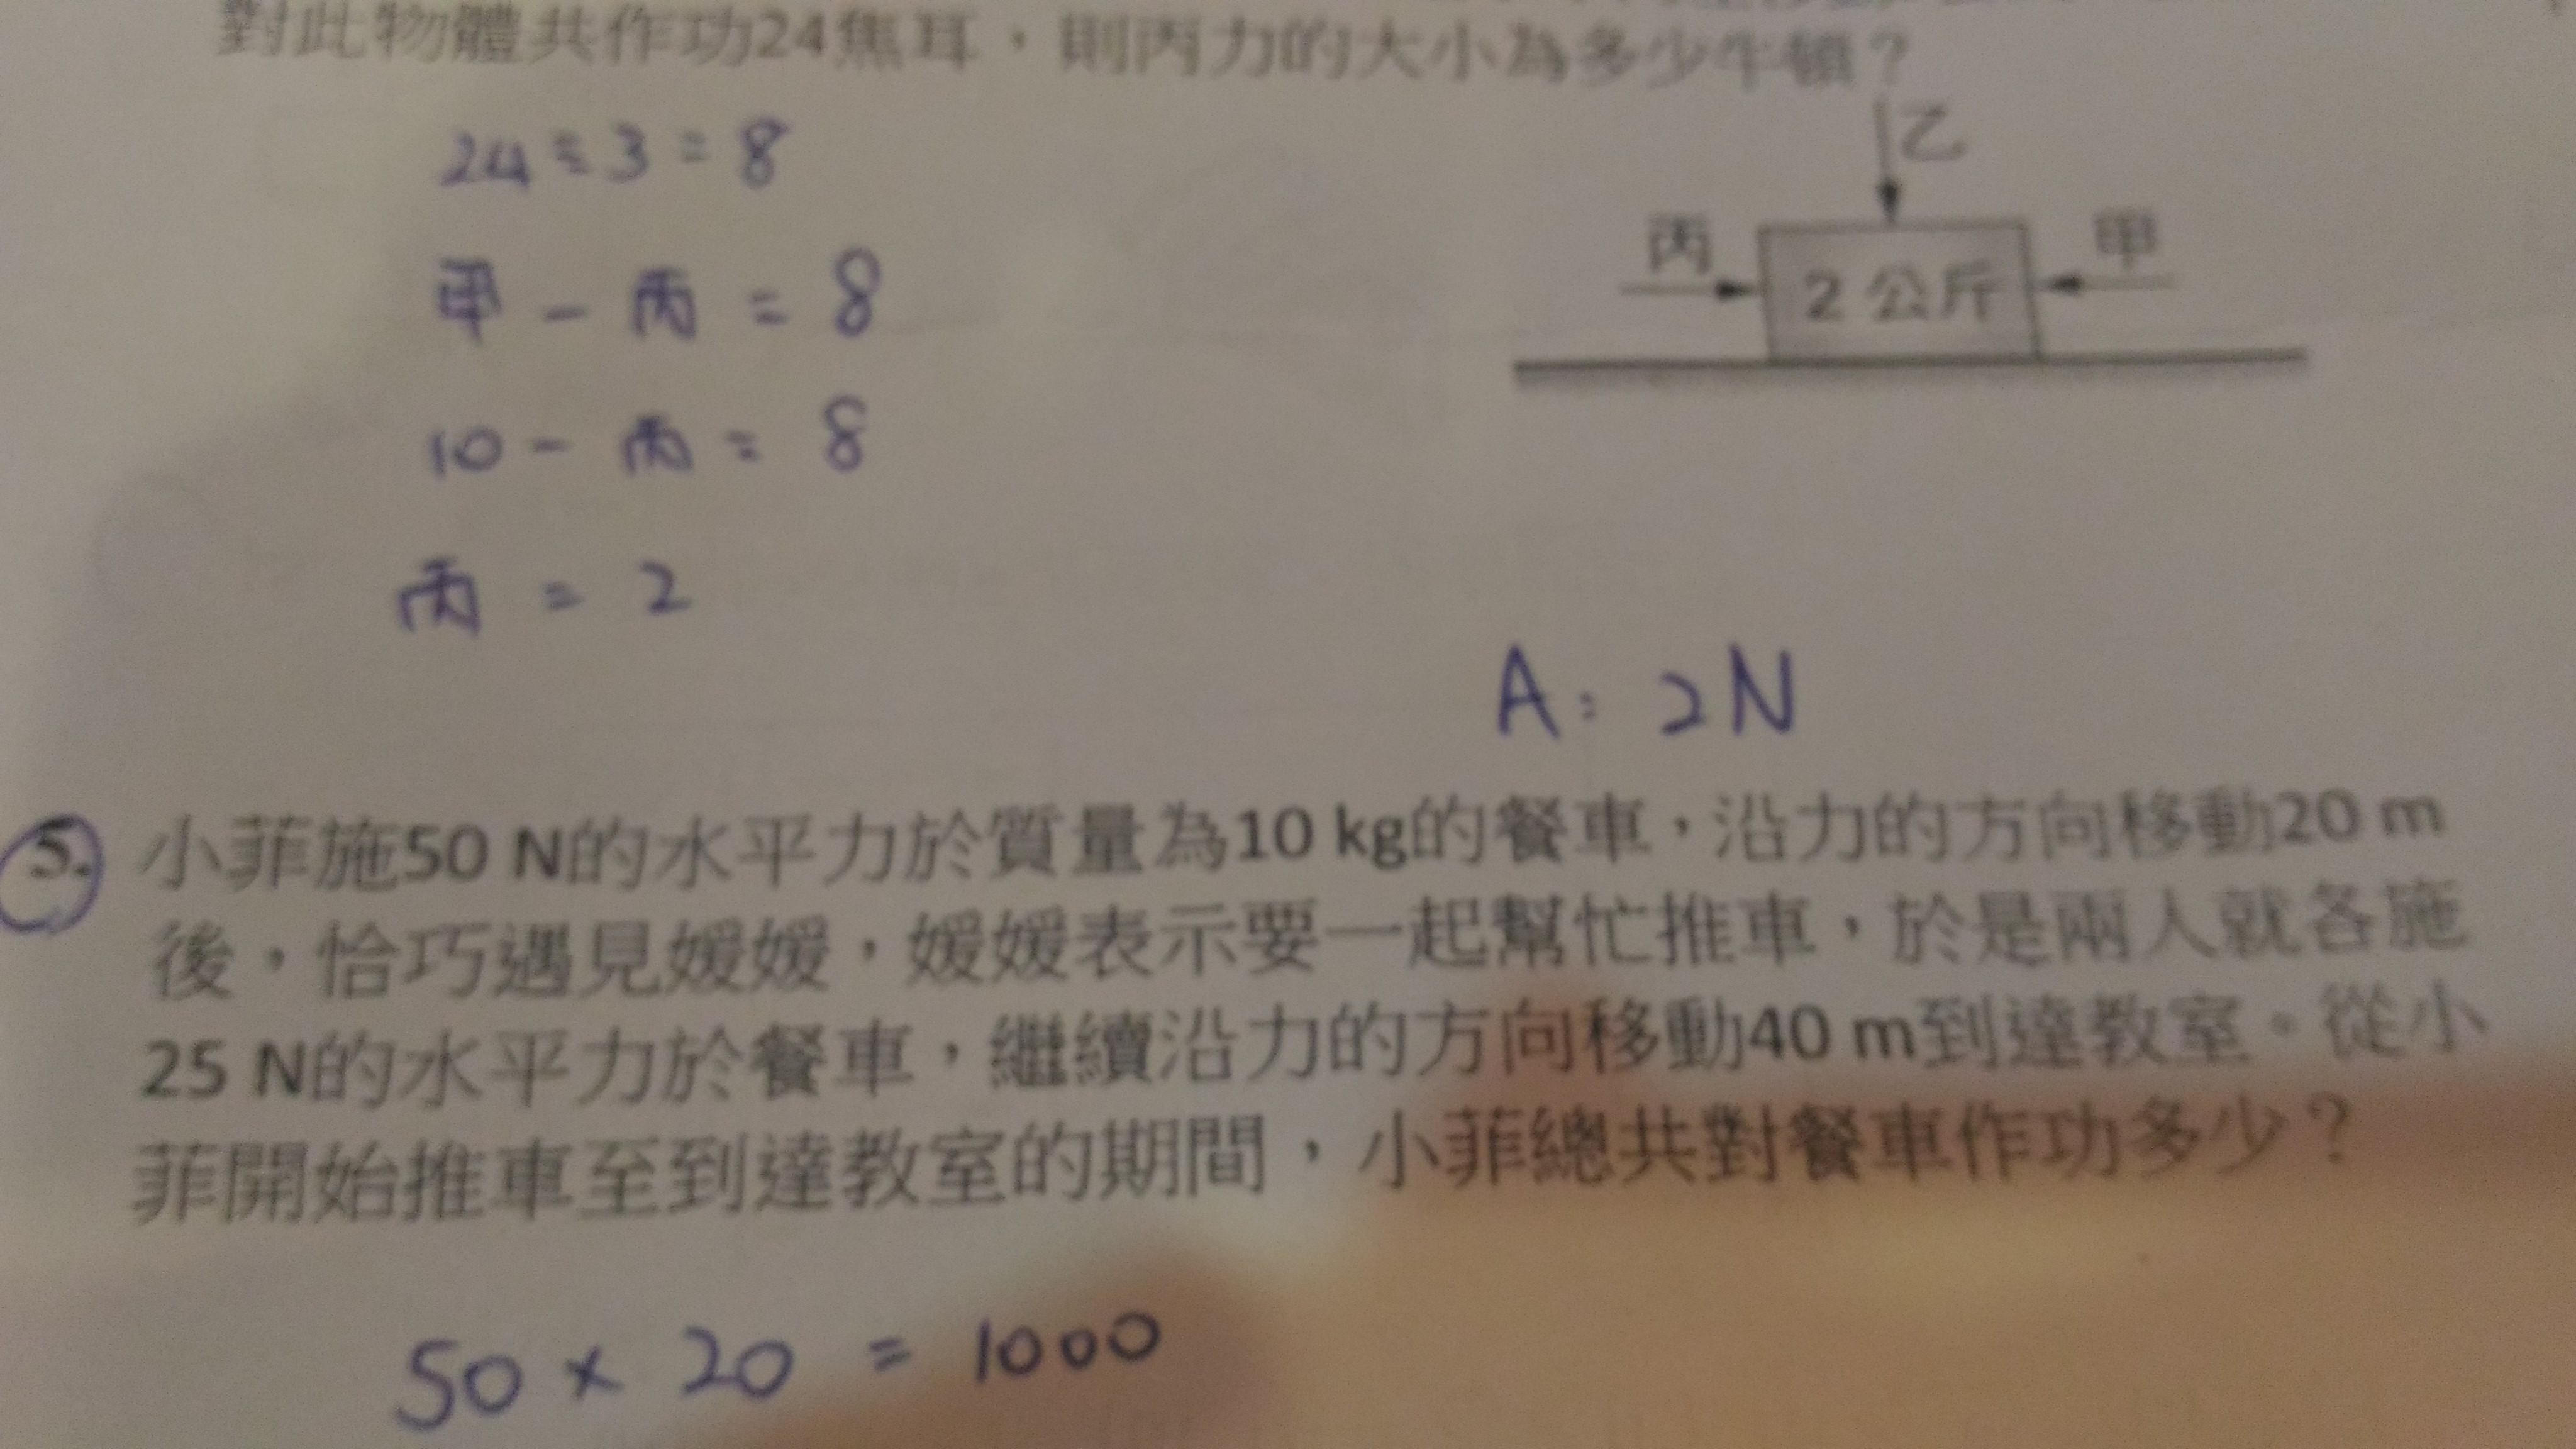 對此物體共作功24焦耳，則丙力的大小為多少牛頓？
24÷3=8
乙
丙
甲
2公斤
甲-丙=8
10-丙=8
丙=2
A:2N
5. 小菲施50 N的水平力於質量為10 kg的餐車，沿力的方向移動20 m
後，恰巧遇見媛媛，媛媛表示要一起幫忙推車，於是兩人就各施
25 N的水平力於餐車，繼續沿力的方向移動40 m到達教室。從小
菲開始推車至到達教室的期間，小菲總共對餐車作功多少？
50×20=1000